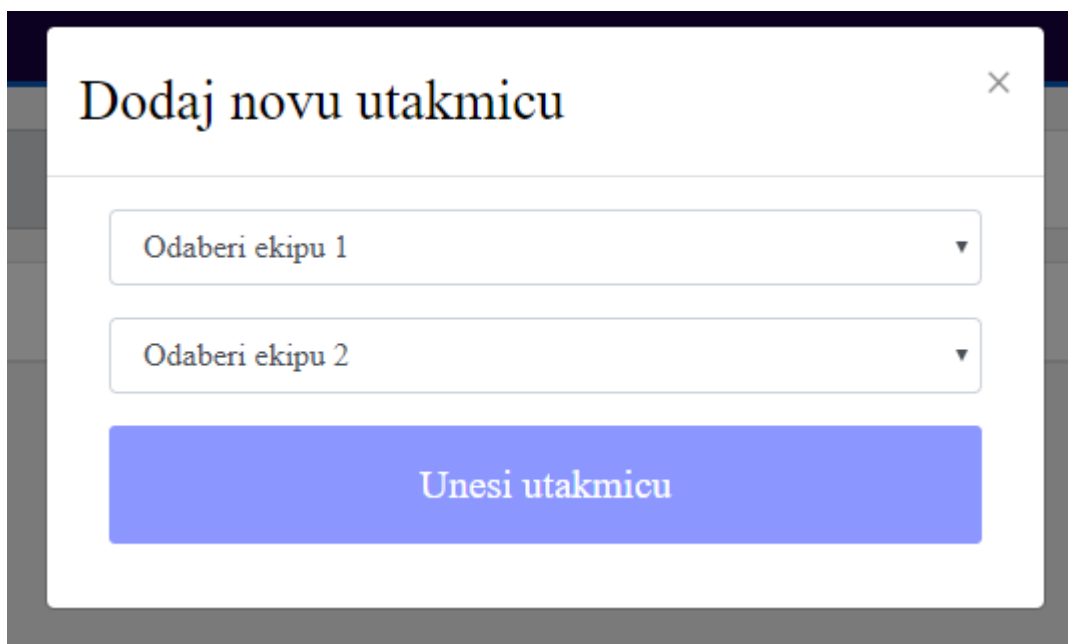 Dodaj novu utakmicu
Odaberi ekipu 1
Odaberi ekipu 2
Unesi utakmicu